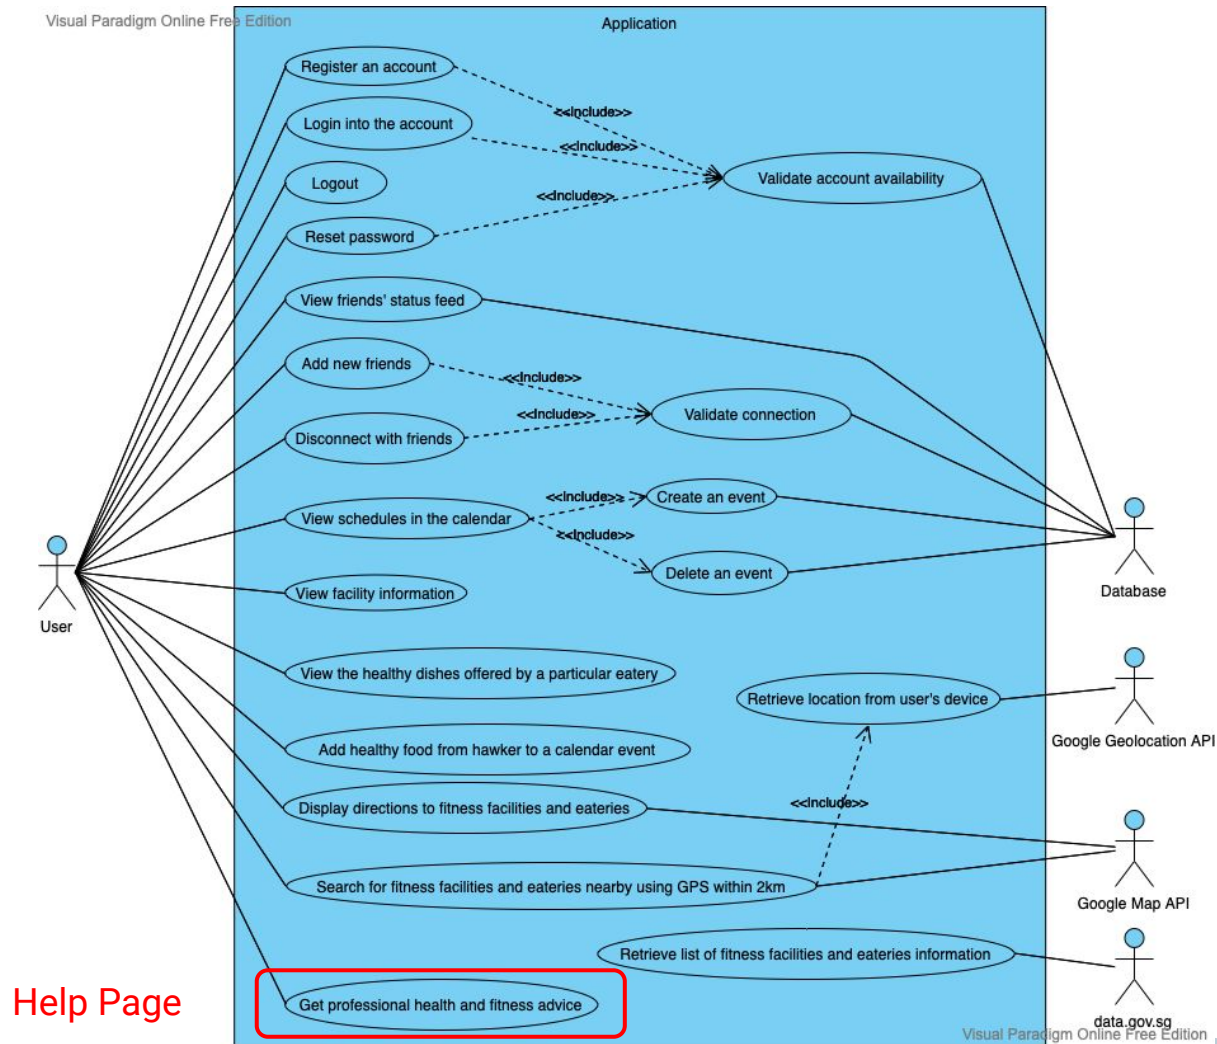 Visual Paradigm Online Free Edition
Application
Register an account
<<Include>>
Login into the account
<<Include>>
Validate account availability
Logout
<<Include>>
Reset password
View friends' status feed
Add new friends
<<Include>>
Validate connection
<<Include>>
Disconnect with friends
<<Include>>
Create an event
View schedules in the calendar
<<Include>>
Delete an event
Database
View facility information
User
View the healthy dishes offered by a particular eatery
Retrieve location from user's device
Google Geolocation API
Add healthy food from hawker to a calendar event
<<Include>>
Display directions to fitness facilities and eateries
Search for fitness facilities and eateries nearby using GPS within 2km
Google Map API
Retrieve list of fitness facilities and eateries information
Help Page
Get professional health and fitness advice
data.gov.sg
Visual Paradigm Online Free Edition